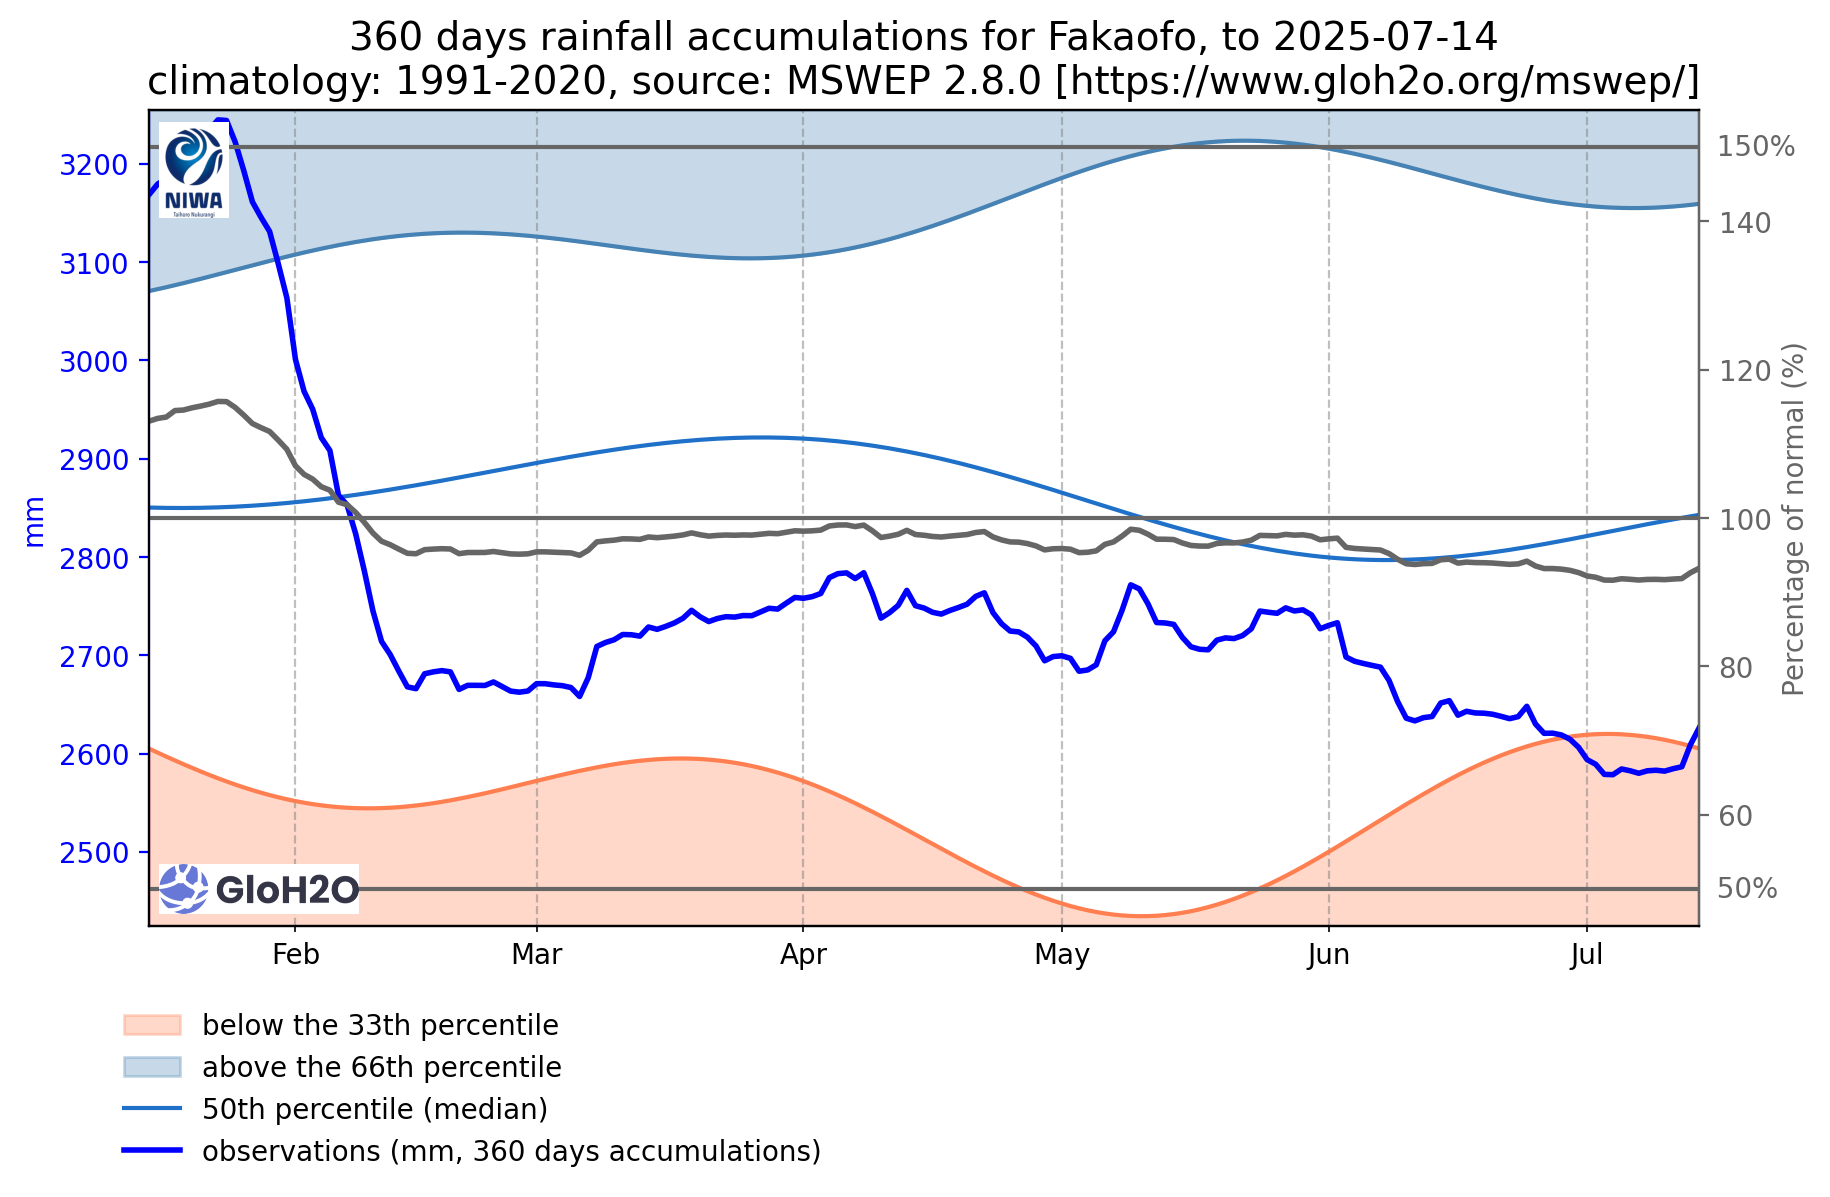 360 days rainfall accumulations for Fakaofo, to 2025-07-14
climatology: 1991-2020, source: MSWEP 2.8.0 [https://www.gloh2o.org/mswep/]
NIWA
Taihoro Nukurangi
3200
3100
3000
2900
2800
2700
2600
2500
mm
150%
140
120
100
80
60
50%
Percentage of normal (%)
GloH2O
Feb
Mar
Apr
May
Jun
Jul
below the 33th percentile
above the 66th percentile
50th percentile (median)
observations (mm, 360 days accumulations)